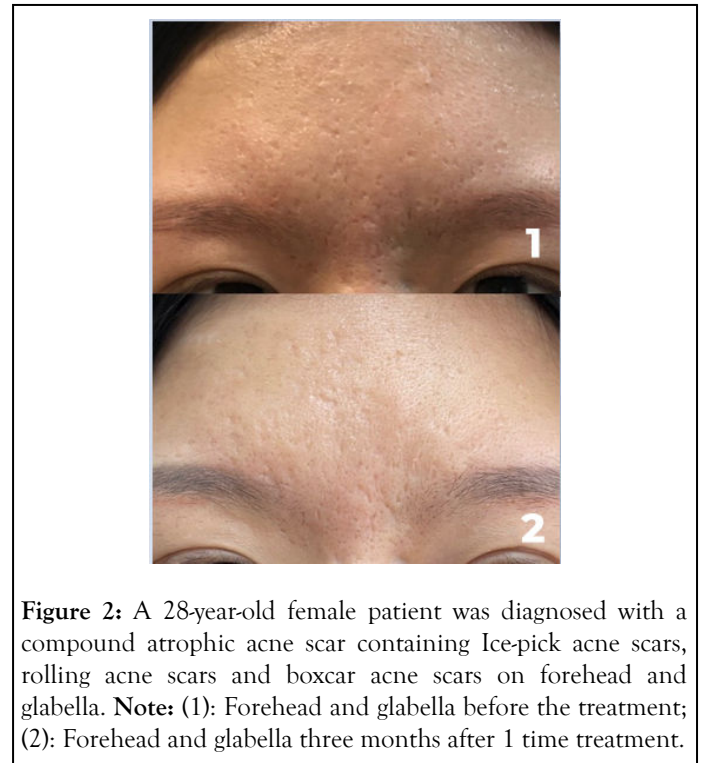 1
2
Figure 2: A 28-year-old female patient was diagnosed with a
compound atrophic acne scar containing Ice-pick acne scars,
rolling acne scars and boxcar acne scars on forehead and
glabella. Note: (1): Forehead and glabella before the treatment;
(2): Forehead and glabella three months after 1 time treatment.